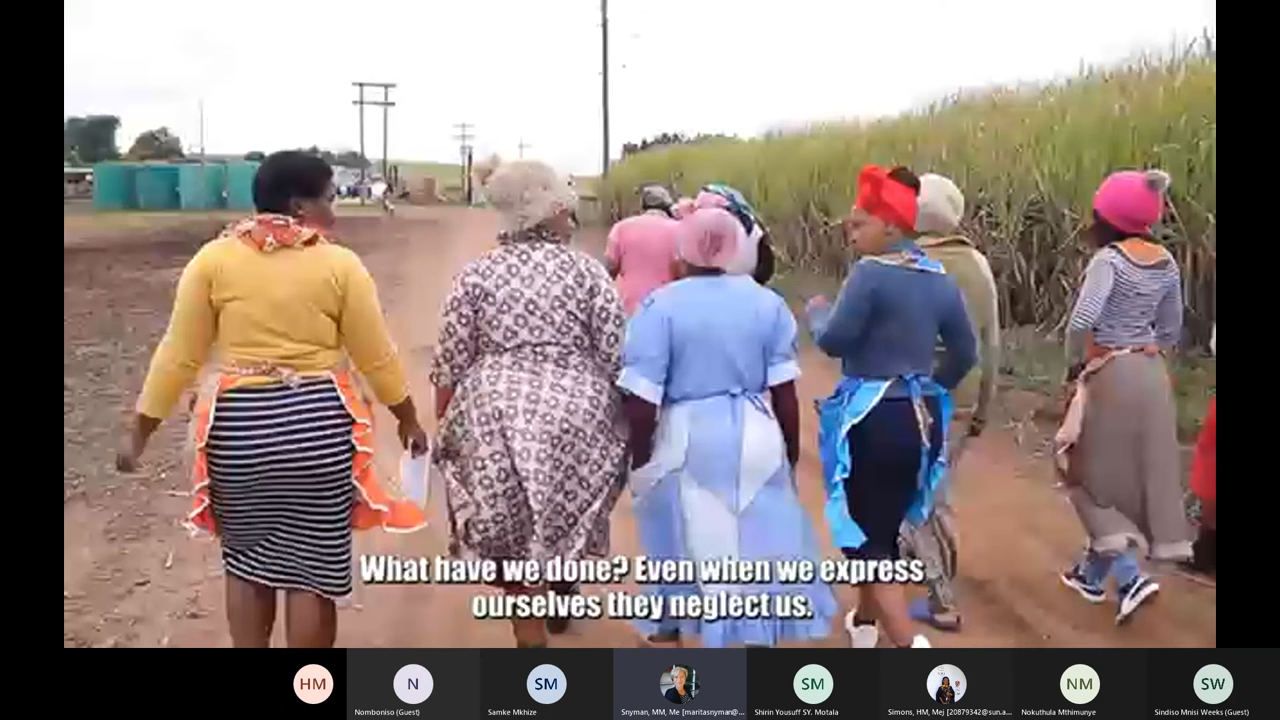 What have we done? Even when we express
ourselves they neglect us.
HM
N
SM
SM
NM
SW
Nomboniso (Guest)
Samke Mkhize
Snyman, MM, Me [maritasnyman@...
Shirin Yousuff SY. Motala
Simons, HM, Mej [20879342@sun.a...
Nokuthula Mthimunye
Sindiso Mnisi Weeks (Guest)